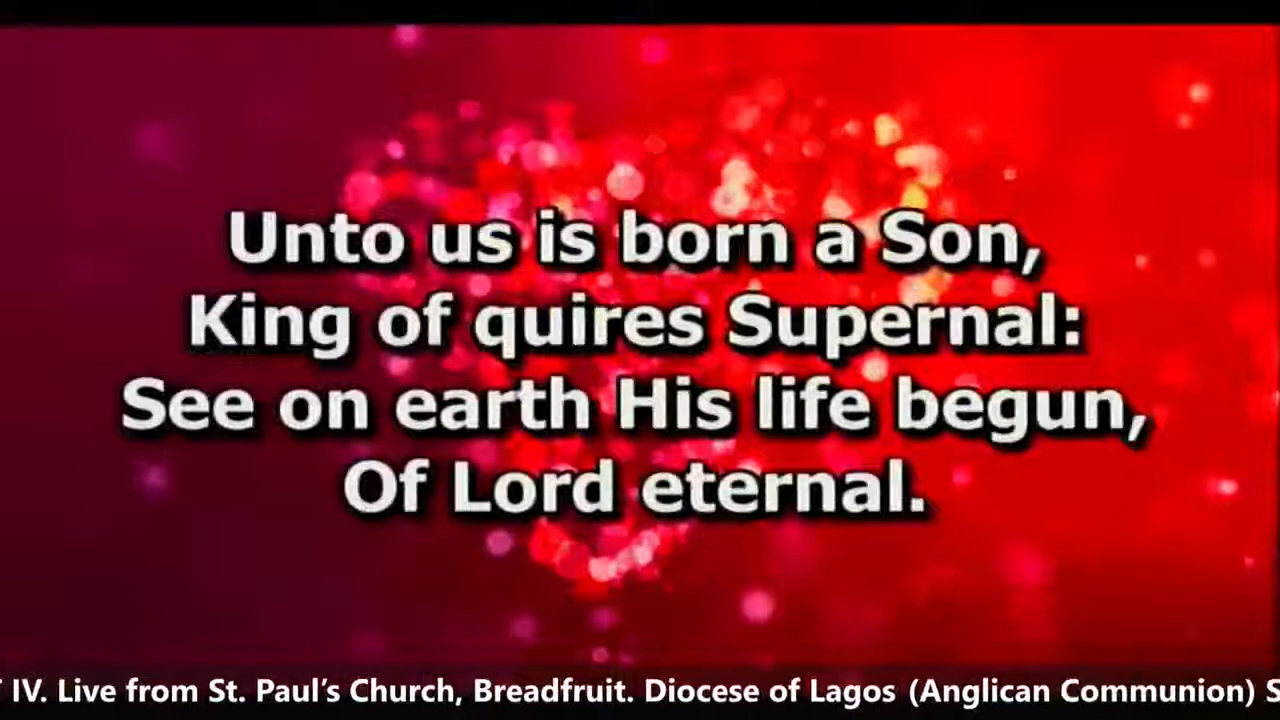 Unto us is born a Son,
King of quires Supernal:
See on earth His life begun,
Of Lord eternal.
IV. Live from St. Paul’s Church, Breadfruit. Diocese of Lagos (Anglican Communion)